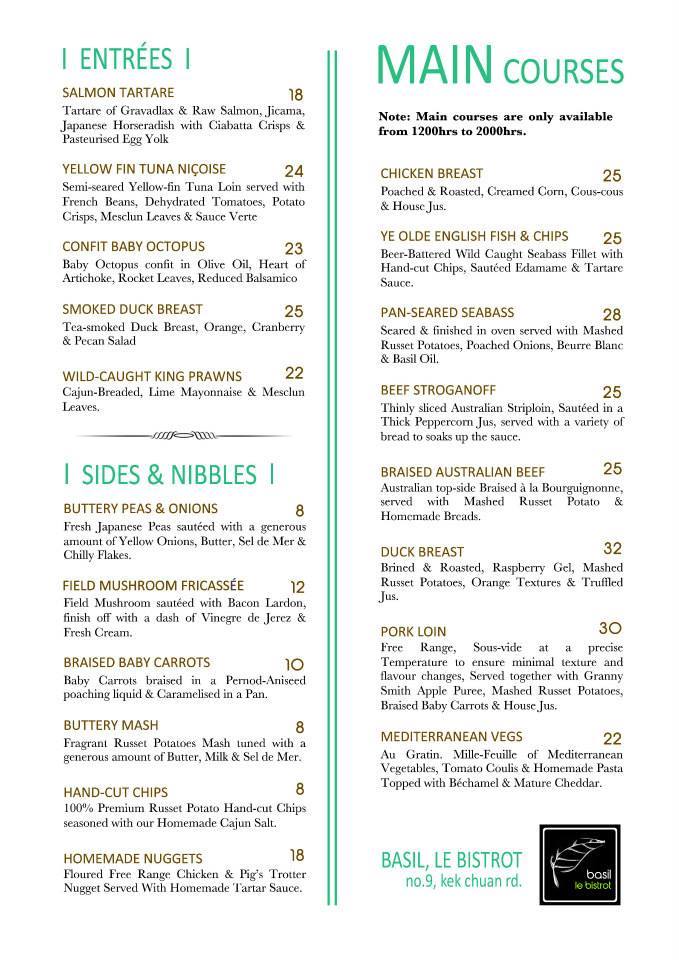 | ENTRÉES |
SALMON TARTARE 18
Tartare of Gravadlax & Raw Salmon, Jicama,
Japanese Horseradish with Ciabatta Crisps &
Pasteurised Egg Yolk
YELLOW FIN TUNA NIÇOISE 24
Semi-seared Yellow-fin Tuna Loin served with
French Beans, Dehydrated Tomatoes, Potato
Crisps, Mesclun Leaves & Sauce Verte
CONFIT BABY OCTOPUS 23
Baby Octopus confit in Olive Oil, Heart of
Artichoke, Rocket Leaves, Reduced Balsamico
SMOKED DUCK BREAST 25
Tea-smoked Duck Breast, Orange, Cranberry
& Pecan Salad
WILD-CAUGHT KING PRAWNS 22
Cajun-Breaded, Lime Mayonnaise & Mesclun
Leaves.
| SIDES & NIBBLES |
BUTTERY PEAS & ONIONS 8
Fresh Japanese Peas sautéed with a generous
amount of Yellow Onions, Butter, Sel de Mer &
Chilly Flakes.
FIELD MUSHROOM FRICASSÉE 12
Field Mushroom sautéed with Bacon Lardon,
finish off with a dash of Vinegre de Jerez &
Fresh Cream.
BRAISED BABY CARROTS 10
Baby Carrots braised in a Pernod-Aniseed
poaching liquid & Caramelised in a Pan.
BUTTERY MASH 8
Fragrant Russet Potatoes Mash tuned with a
generous amount of Butter, Milk & Sel de Mer.
HAND-CUT CHIPS 8
100% Premium Russet Potato Hand-cut Chips
seasoned with our Homemade Cajun Salt.
HOMEMADE NUGGETS 18
Floured Free Range Chicken & Pig's Trotter
Nugget Served With Homemade Tartar Sauce.
MAIN COURSES
Note: Main courses are only available
from 1200hrs to 2000hrs.
CHICKEN BREAST 25
Poached & Roasted, Creamed Corn, Cous-cous
& House Jus.
YE OLDE ENGLISH FISH & CHIPS 25
Beer-Battered Wild Caught Seabass Fillet with
Hand-cut Chips, Sautéed Edamame & Tartare
Sauce.
PAN-SEARED SEABASS 28
Seared & finished in oven served with Mashed
Russet Potatoes, Poached Onions, Beurre Blanc
& Basil Oil.
BEEF STROGANOFF 25
Thinly sliced Australian Striploin, Sautéed in a
Thick Peppercorn Jus, served with a variety of
bread to soaks up the sauce.
BRAISED AUSTRALIAN BEEF 25
Australian top-side Braised à la Bourguignonne,
served with Mashed Russet Potato &
Homemade Breads.
DUCK BREAST 32
Brined & Roasted, Raspberry Gel, Mashed
Russet Potatoes, Orange Textures & Truffled
Jus.
PORK LOIN 30
Free Range, Sous-vide at a precise
Temperature to ensure minimal texture and
flavour changes, Served together with Granny
Smith Apple Puree, Mashed Russet Potatoes,
Braised Baby Carrots & House Jus.
MEDITERRANEAN VEGS 22
Au Gratin. Mille-Feuille of Mediterranean
Vegetables, Tomato Coulis & Homemade Pasta
Topped with Béchamel & Mature Cheddar.
BASIL, LE BISTROT
no.9, kek chuan rd.
basil
le bistrot